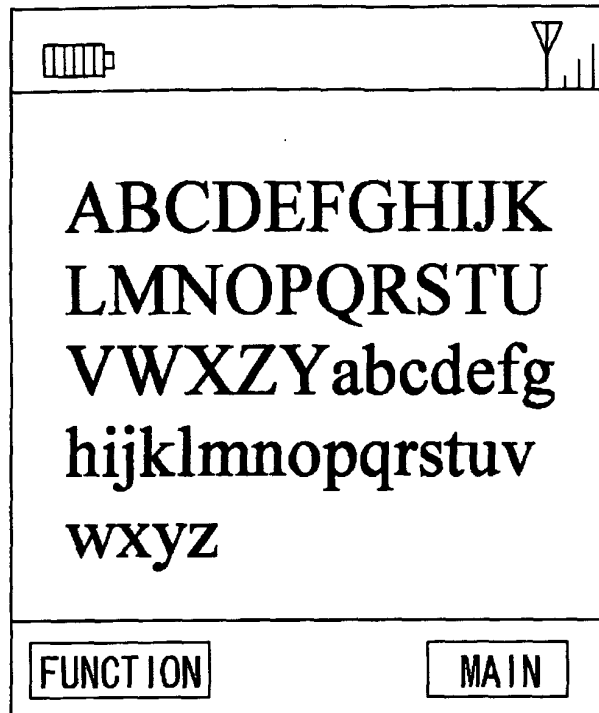 ABCDEFGHIJK
LMNOPQRSTU
VWXZYabcdefg
hijklmnopqrstuv
wxyz
FUNCTION MAIN